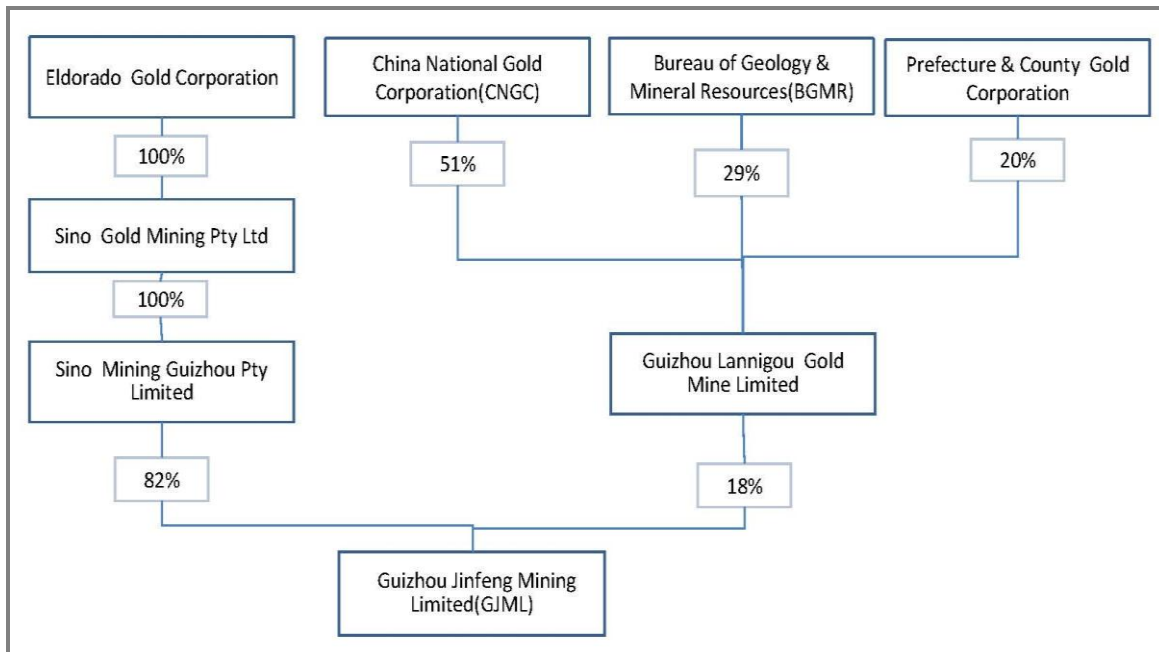 Eldorado Gold Corporation
China National Gold
Corporation(CNGC)
Bureau of Geology &
Mineral Resources(BGMR)
Prefecture & County Gold
Corporation
100%
51%
29%
20%
Sino Gold Mining Pty Ltd
100%
Sino Mining Guizhou Pty
Limited
Guizhou Lannigou Gold
Mine Limited
82%
18%
Guizhou Jinfeng Mining
Limited(GJML)